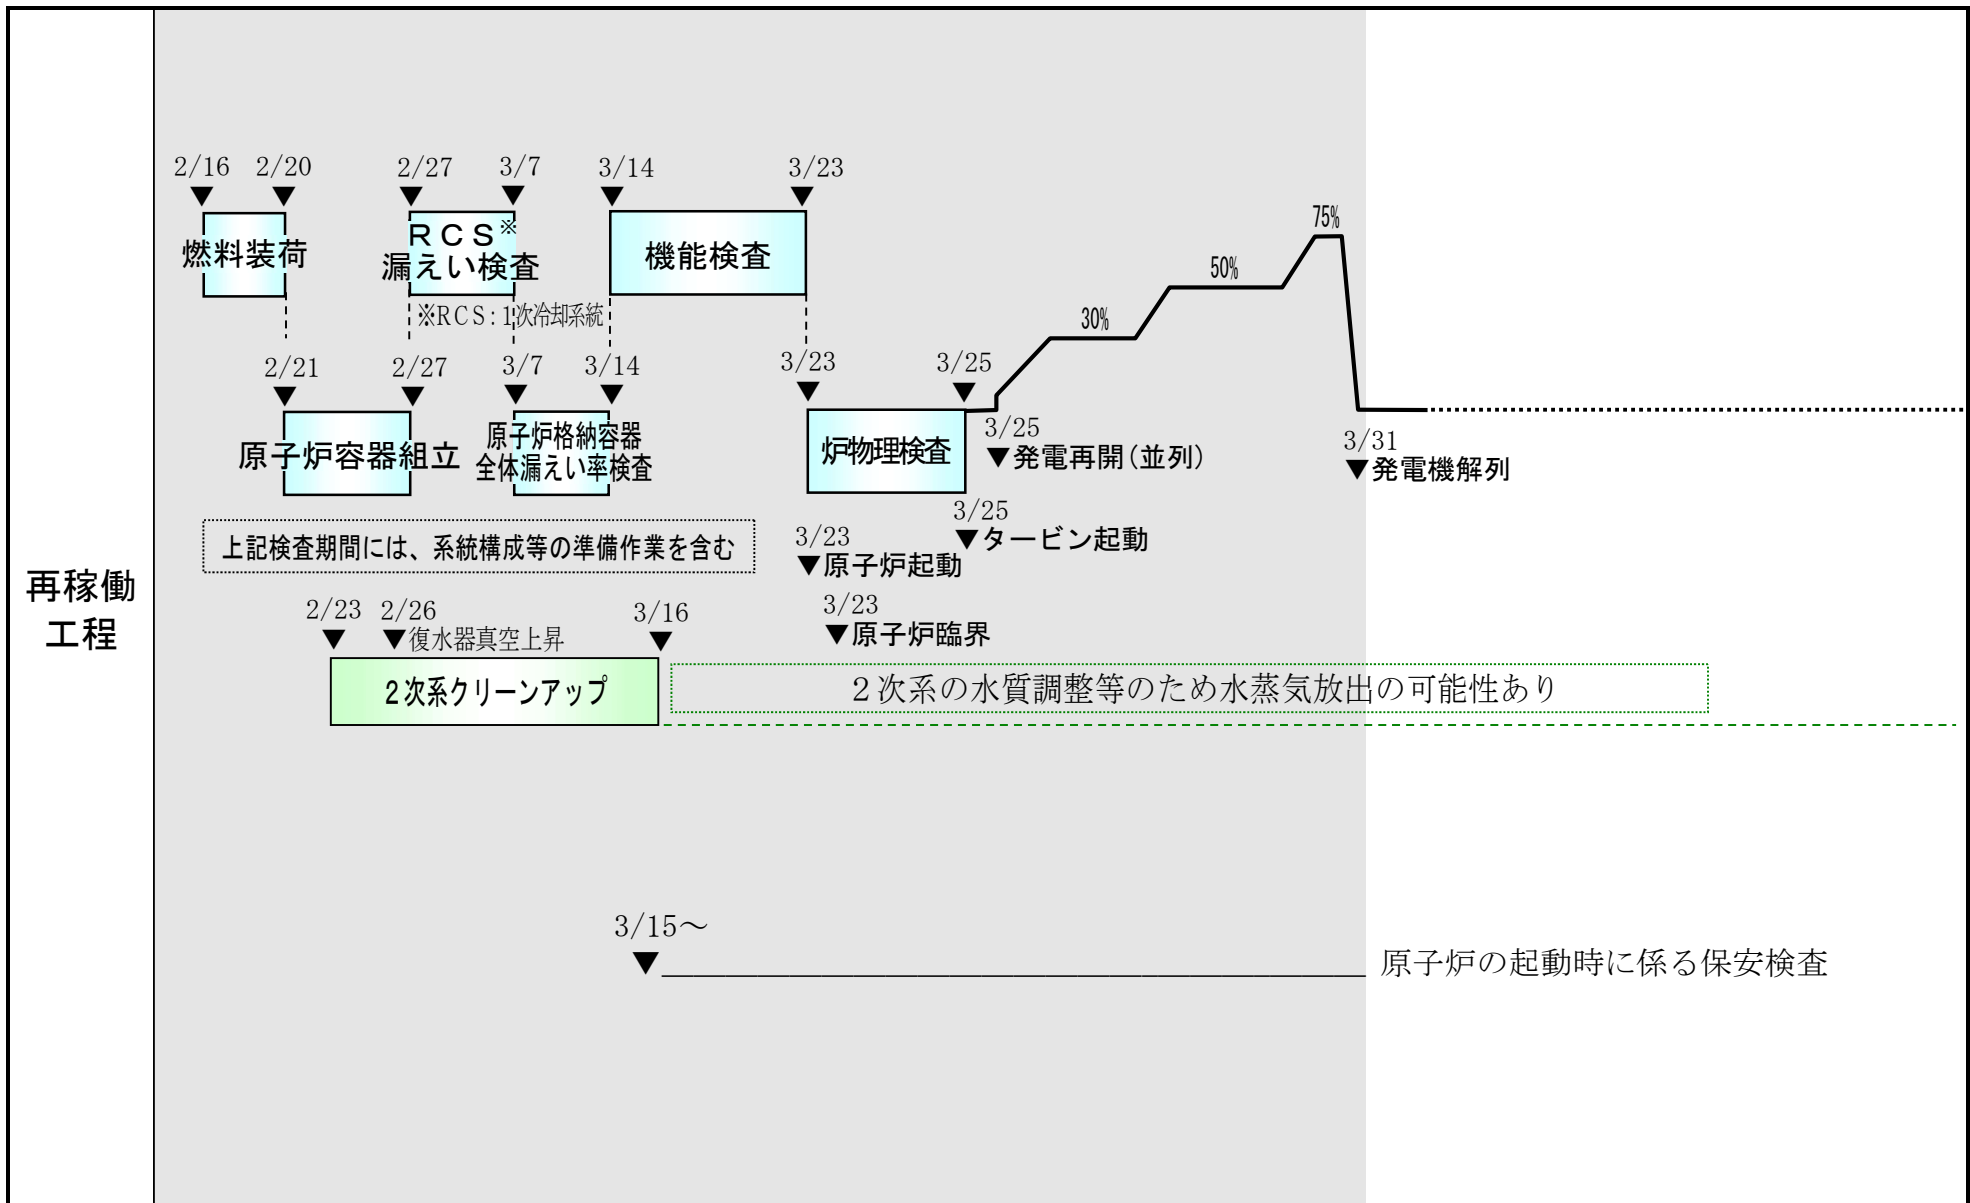 再稼働
工程
2/16 2/20 2/27 3/7 3/14 3/23
▼ ▼ ▼ ▼ ▼ ▼
燃料装荷
RCS※
漏えい検査
機能検査
※RCS:1次冷却系統
75%
50%
30%
2/21 2/27 3/7 3/14 3/23 3/25
▼ ▼ ▼ ▼ ▼ ▼
原子炉容器組立
原子炉格納容器
全体漏えい率検査
炉物理検査
3/25
▼発電再開(並列)
3/31
▼発電機解列
上記検査期間には、系統構成等の準備作業を含む
3/25
▼タービン起動
3/23
▼原子炉起動
3/23
▼原子炉臨界
2/23 2/26 3/16
▼ ▼復水器真空上昇 ▼
2次系クリーンアップ
2次系の水質調整等のため水蒸気放出の可能性あり
3/15～
▼
原子炉の起動時に係る保安検査